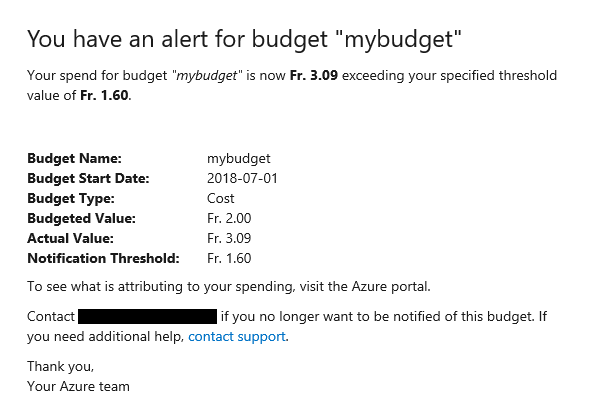 You have an alert for budget "mybudget"
Your spend for budget "mybudget" is now Fr. 3.09 exceeding your specified threshold
value of Fr. 1.60.
Budget Name: mybudget
Budget Start Date: 2018-07-01
Budget Type: Cost
Budgeted Value: Fr. 2.00
Actual Value: Fr. 3.09
Notification Threshold: Fr. 1.60
To see what is attributing to your spending, visit the Azure portal.
Contact if you no longer want to be notified of this budget. If
you need additional help, contact support.
Thank you,
Your Azure team